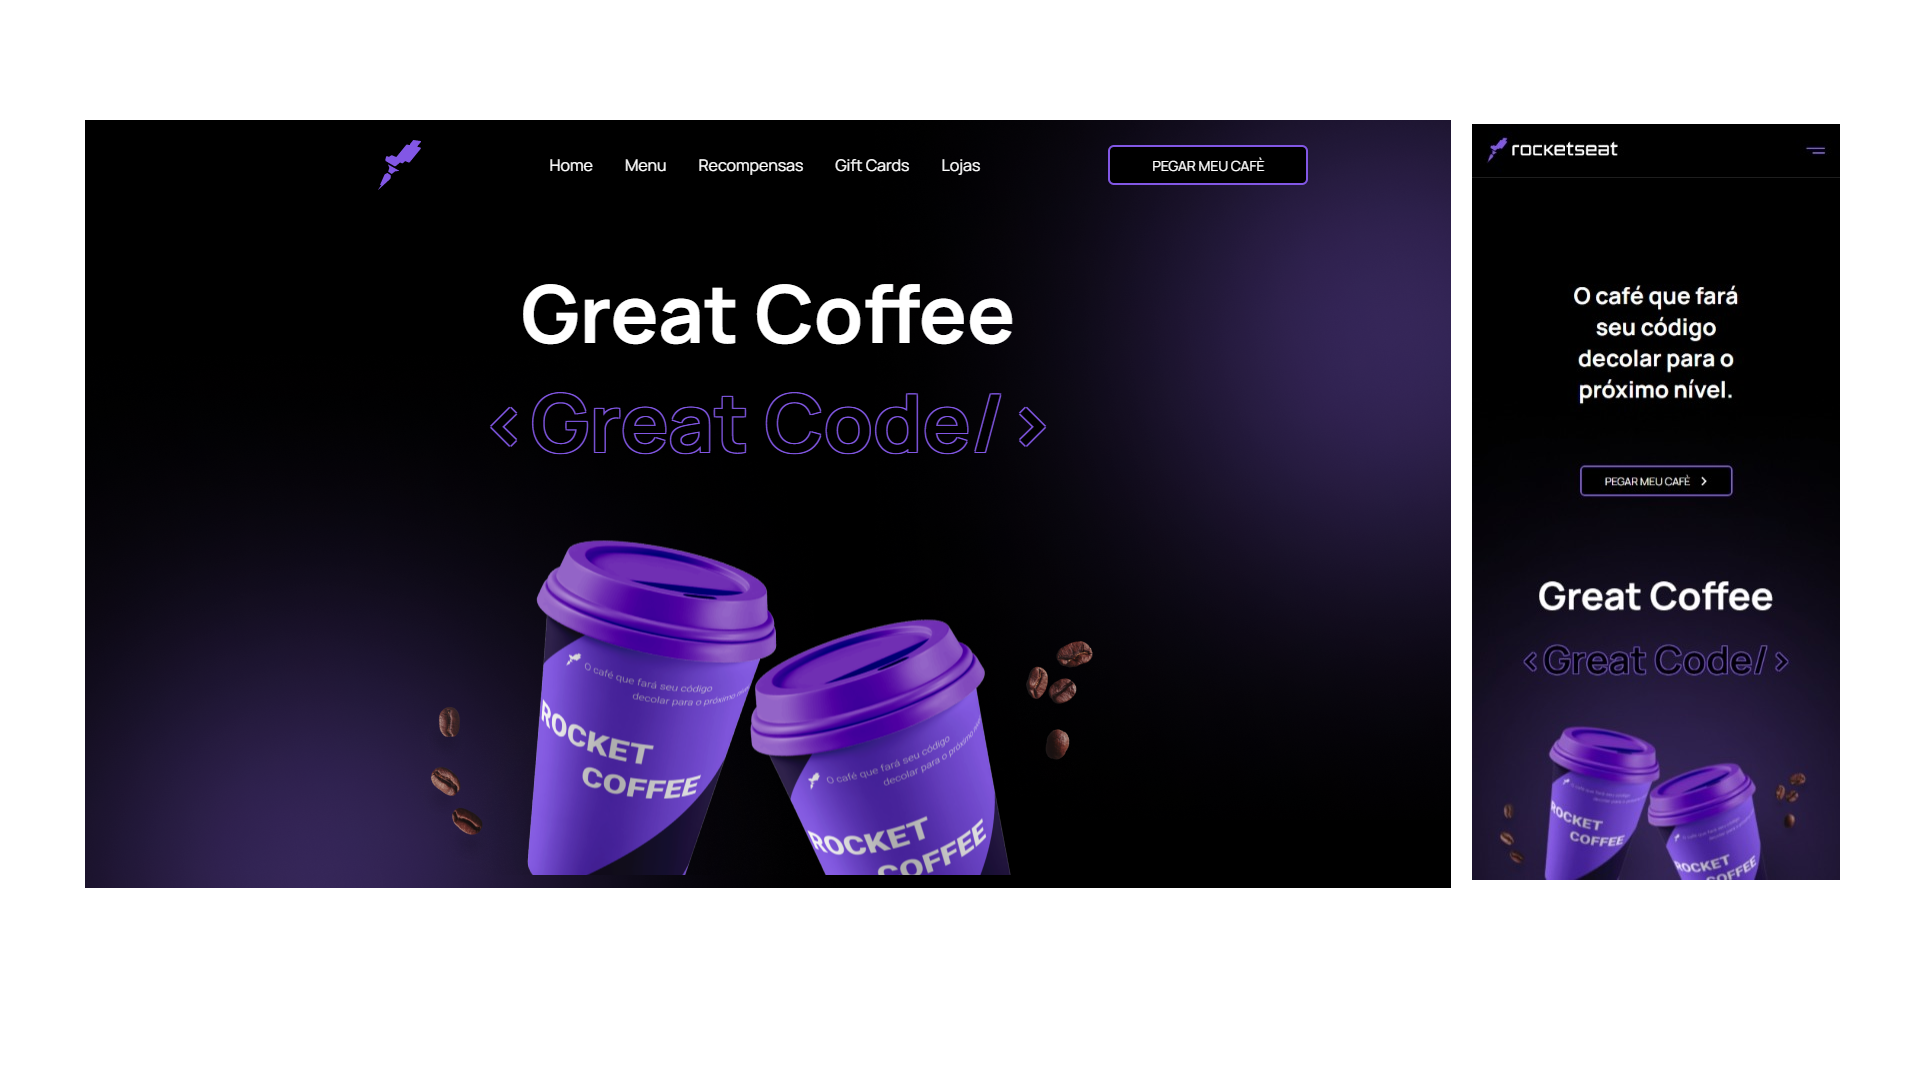 Home Menu Recompensas Gift Cards Lojas PEGAR MEU CAFÈ
Great Coffee
< Great Code/ >
O café que fará seu código
decolar para o próximo
ROCKET
COFFEE
O café que fará seu código
decolar para o próximo
ROCKET
COFFEE
rocketseat
O café que fará
seu código
decolar para o
próximo nível.
PEGAR MEU CAFÈ >
Great Coffee
< Great Code/ >
ROCKET
COFFEE
ROCKET
COFFEE